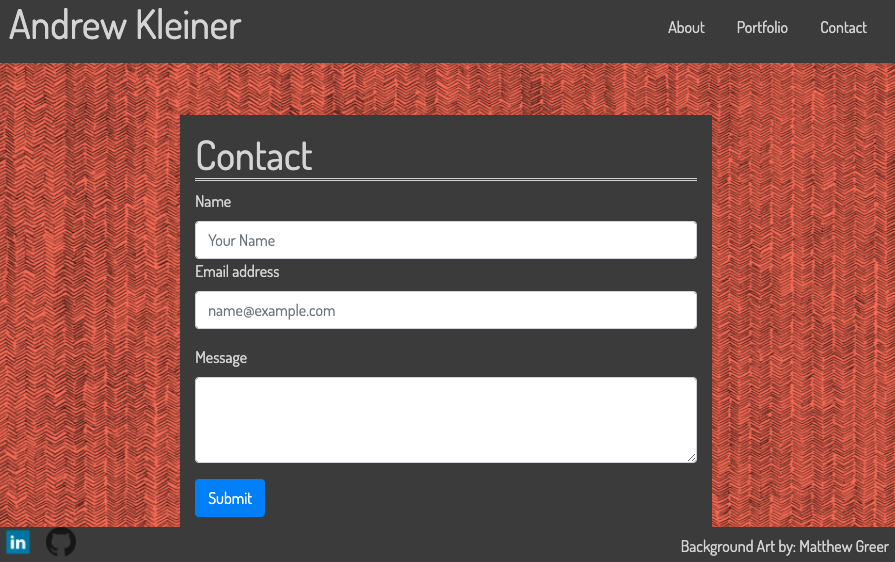 Andrew Kleiner
About Portfolio Contact
Contact
Name
Your Name
Email address
name@example.com
Message
Submit
in
Background Art by: Matthew Greer